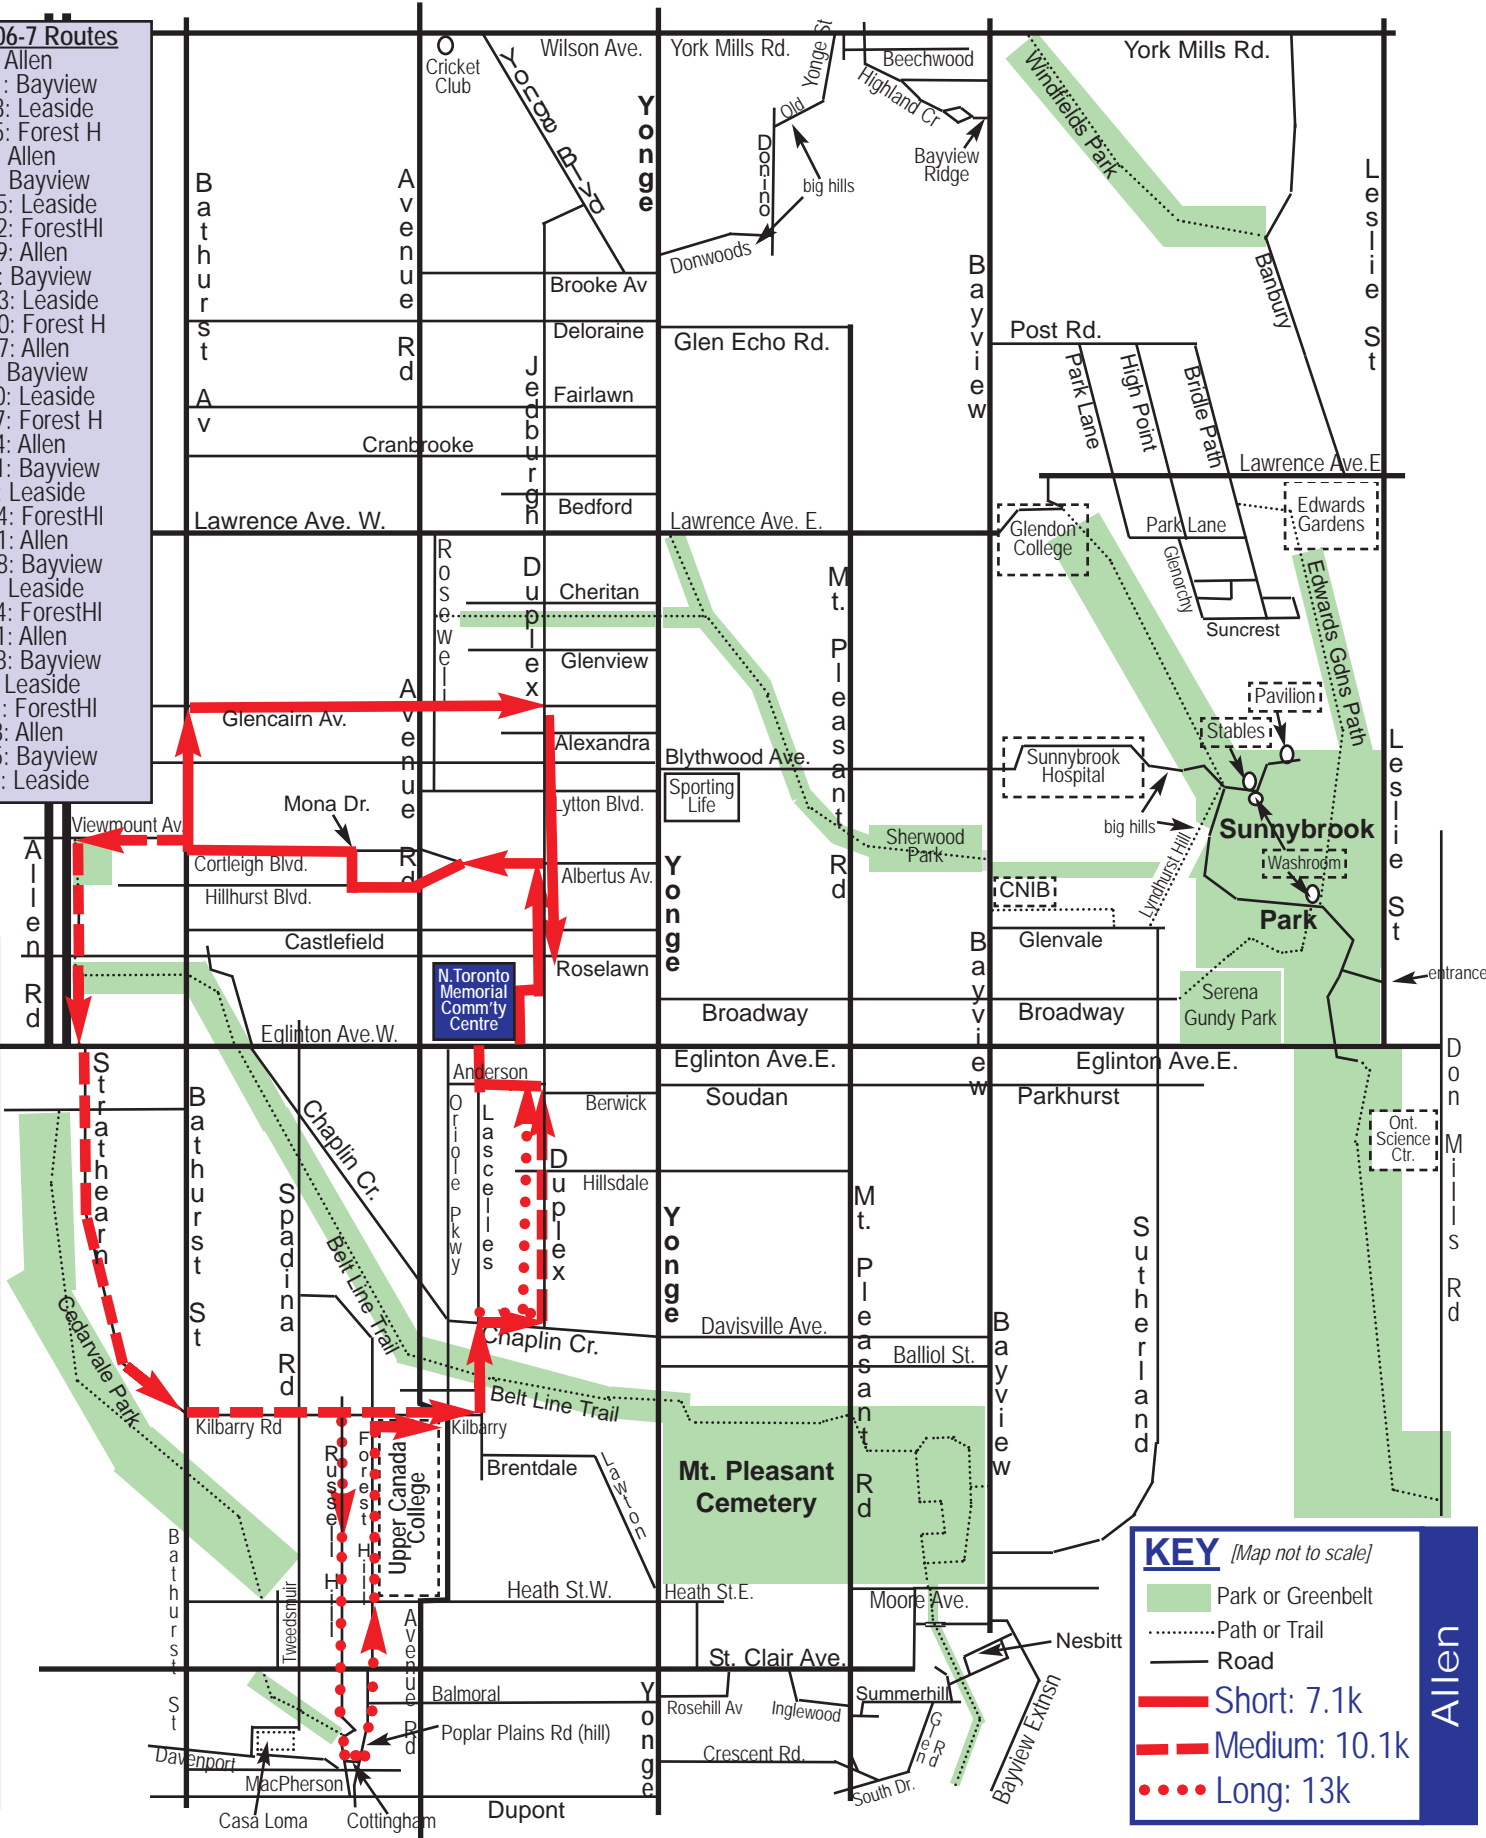 06-7 Routes
Allen
: Bayview
3: Leaside
5: Forest H
Allen
Bayview
5: Leaside
2: ForestHl
9: Allen
: Bayview
3: Leaside
0: Forest H
7: Allen
Bayview
0: Leaside
7: Forest H
4: Allen
1: Bayview
: Leaside
4: ForestHl
1: Allen
8: Bayview
Leaside
4: ForestHl
1: Allen
3: Bayview
Leaside
: ForestHl
3: Allen
5: Bayview
: Leaside
Cricket
Club
Yonge Blvd
Wilson Ave.
York Mills Rd.
Old Yonge St
Beechwood
Highland Cr
York Mills Rd.
Windfields Park
Bayview
Ridge
big hills
Donino
Donwoods
Bathurst Av
Avenue Rd
Yonge
Bayview
Leslie St
Banbury
Brooke Av
Deloraine
Glen Echo Rd.
Post Rd.
Park Lane
High Point
Bridle Path
Jedburgh
Fairlawn
Cranbrooke
Bedford
Lawrence Ave. W.
Lawrence Ave. E.
Lawrence Ave.E
Glendon
College
Park Lane
Edwards
Gardens
Glenorchy
Suncrest
Edwards Gdns Path
Rosewell
Duplex
Cheritan
Glenview
Mt. Pleasant Rd
Avenue Rd
Glencairn Av.
Alexandra
Blythwood Ave.
Lytton Blvd.
Sporting
Life
Sunnybrook
Hospital
Pavilion
Stables
big hills
Lyndhurst Hill
Sunnybrook
Washroom
Park
Leslie St
Sherwood
Park
CNIB
Glenvale
Mona Dr.
Viewmount Av
Cortleigh Blvd.
Hillhurst Blvd.
Albertus Av.
Castlefield
Roselawn
Yonge
Bayview
Allen Rd
N.Toronto
Memorial
Comm'ty
Centre
Broadway
Broadway
Serena
Gundy Park
entrance
Eglinton Ave.W.
Eglinton Ave.E.
Eglinton Ave.E.
Anderson
Soudan
Parkhurst
Berwick
Strathearn
Bathurst St
Spadina Rd
Chaplin Cr.
Belt Line Trail
Oriole Pkwy
Lascelles
Duplex
Hillsdale
Yonge
Mt. Pleasant Rd
Bayview
Sutherland
Don Mills Rd
Ont.
Science
Ctr.
Cedarvale Park
Chaplin Cr.
Davisville Ave.
Balliol St.
Belt Line Trail
Kilbarry Rd
Kilbarry
Brentdale
Lawton
Russell Hill
Forest Hill
Upper Canada
College
Mt. Pleasant
Cemetery
Bathurst St
Tweedsmuir
Avenue Rd
Heath St.W.
Heath St.E.
Moore Ave.
St. Clair Ave.
Nesbitt
Balmoral
Yonge
Rosehill Av
Inglewood
Summerhill
Glen Rd
Bayview Extnsn
Poplar Plains Rd (hill)
Crescent Rd.
South Dr.
Davenport
MacPherson
Casa Loma
Cottingham
Dupont
KEY [Map not to scale]
Park or Greenbelt
Path or Trail
Road
Short: 7.1k
Medium: 10.1k
Long: 13k
Allen